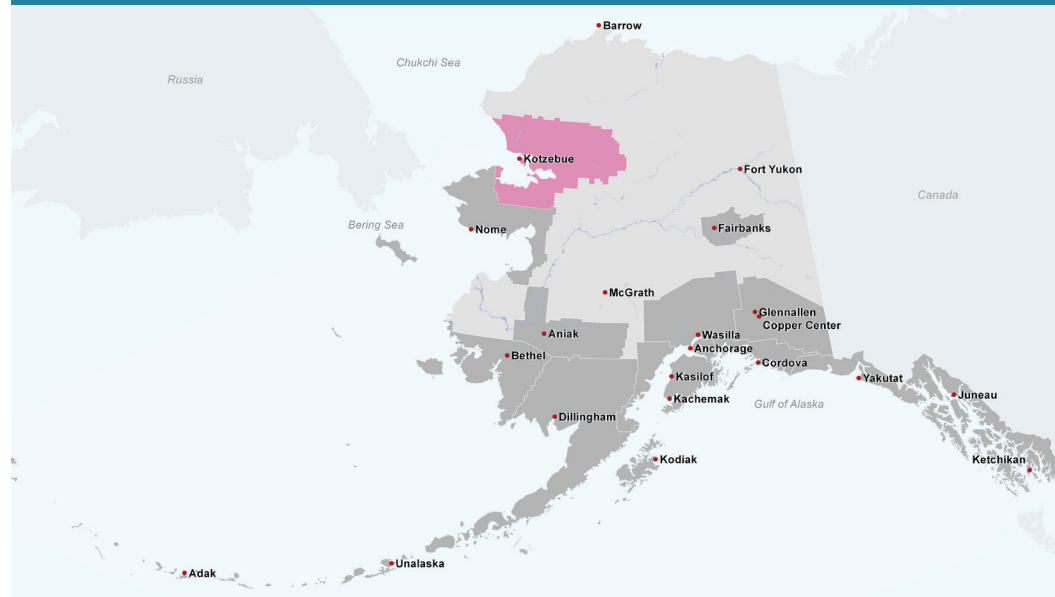 Barrow
Chukchi Sea
Russia
Kotzebue
Fort Yukon
Canada
Bering Sea
Nome
Fairbanks
McGrath
Glennallen
Copper Center
Aniak
Wasilla
Anchorage
Bethel
Cordova
Kasilof
Yakutat
Kachemak
Gulf of Alaska
Juneau
Dillingham
Kodiak
Ketchikan
Unalaska
Adak